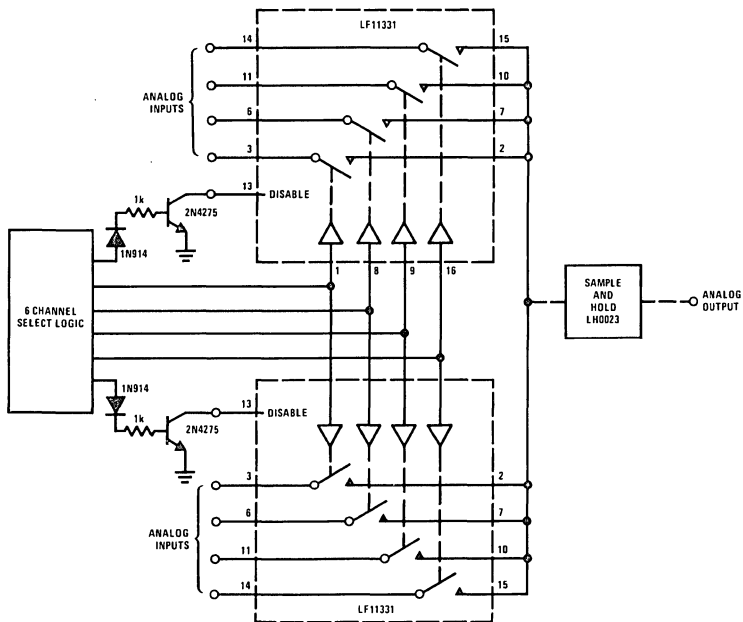 LF11331
14
15
11
10
ANALOG
INPUTS
6
7
3
2
13
DISABLE
1k
2N4275
1N914
1
8
9
16
6 CHANNEL
SELECT LOGIC
SAMPLE
AND
HOLD
LH0023
ANALOG
OUTPUT
1N914
13
DISABLE
1k
2N4275
3
2
6
7
ANALOG
INPUTS
11
10
14
15
LF11331